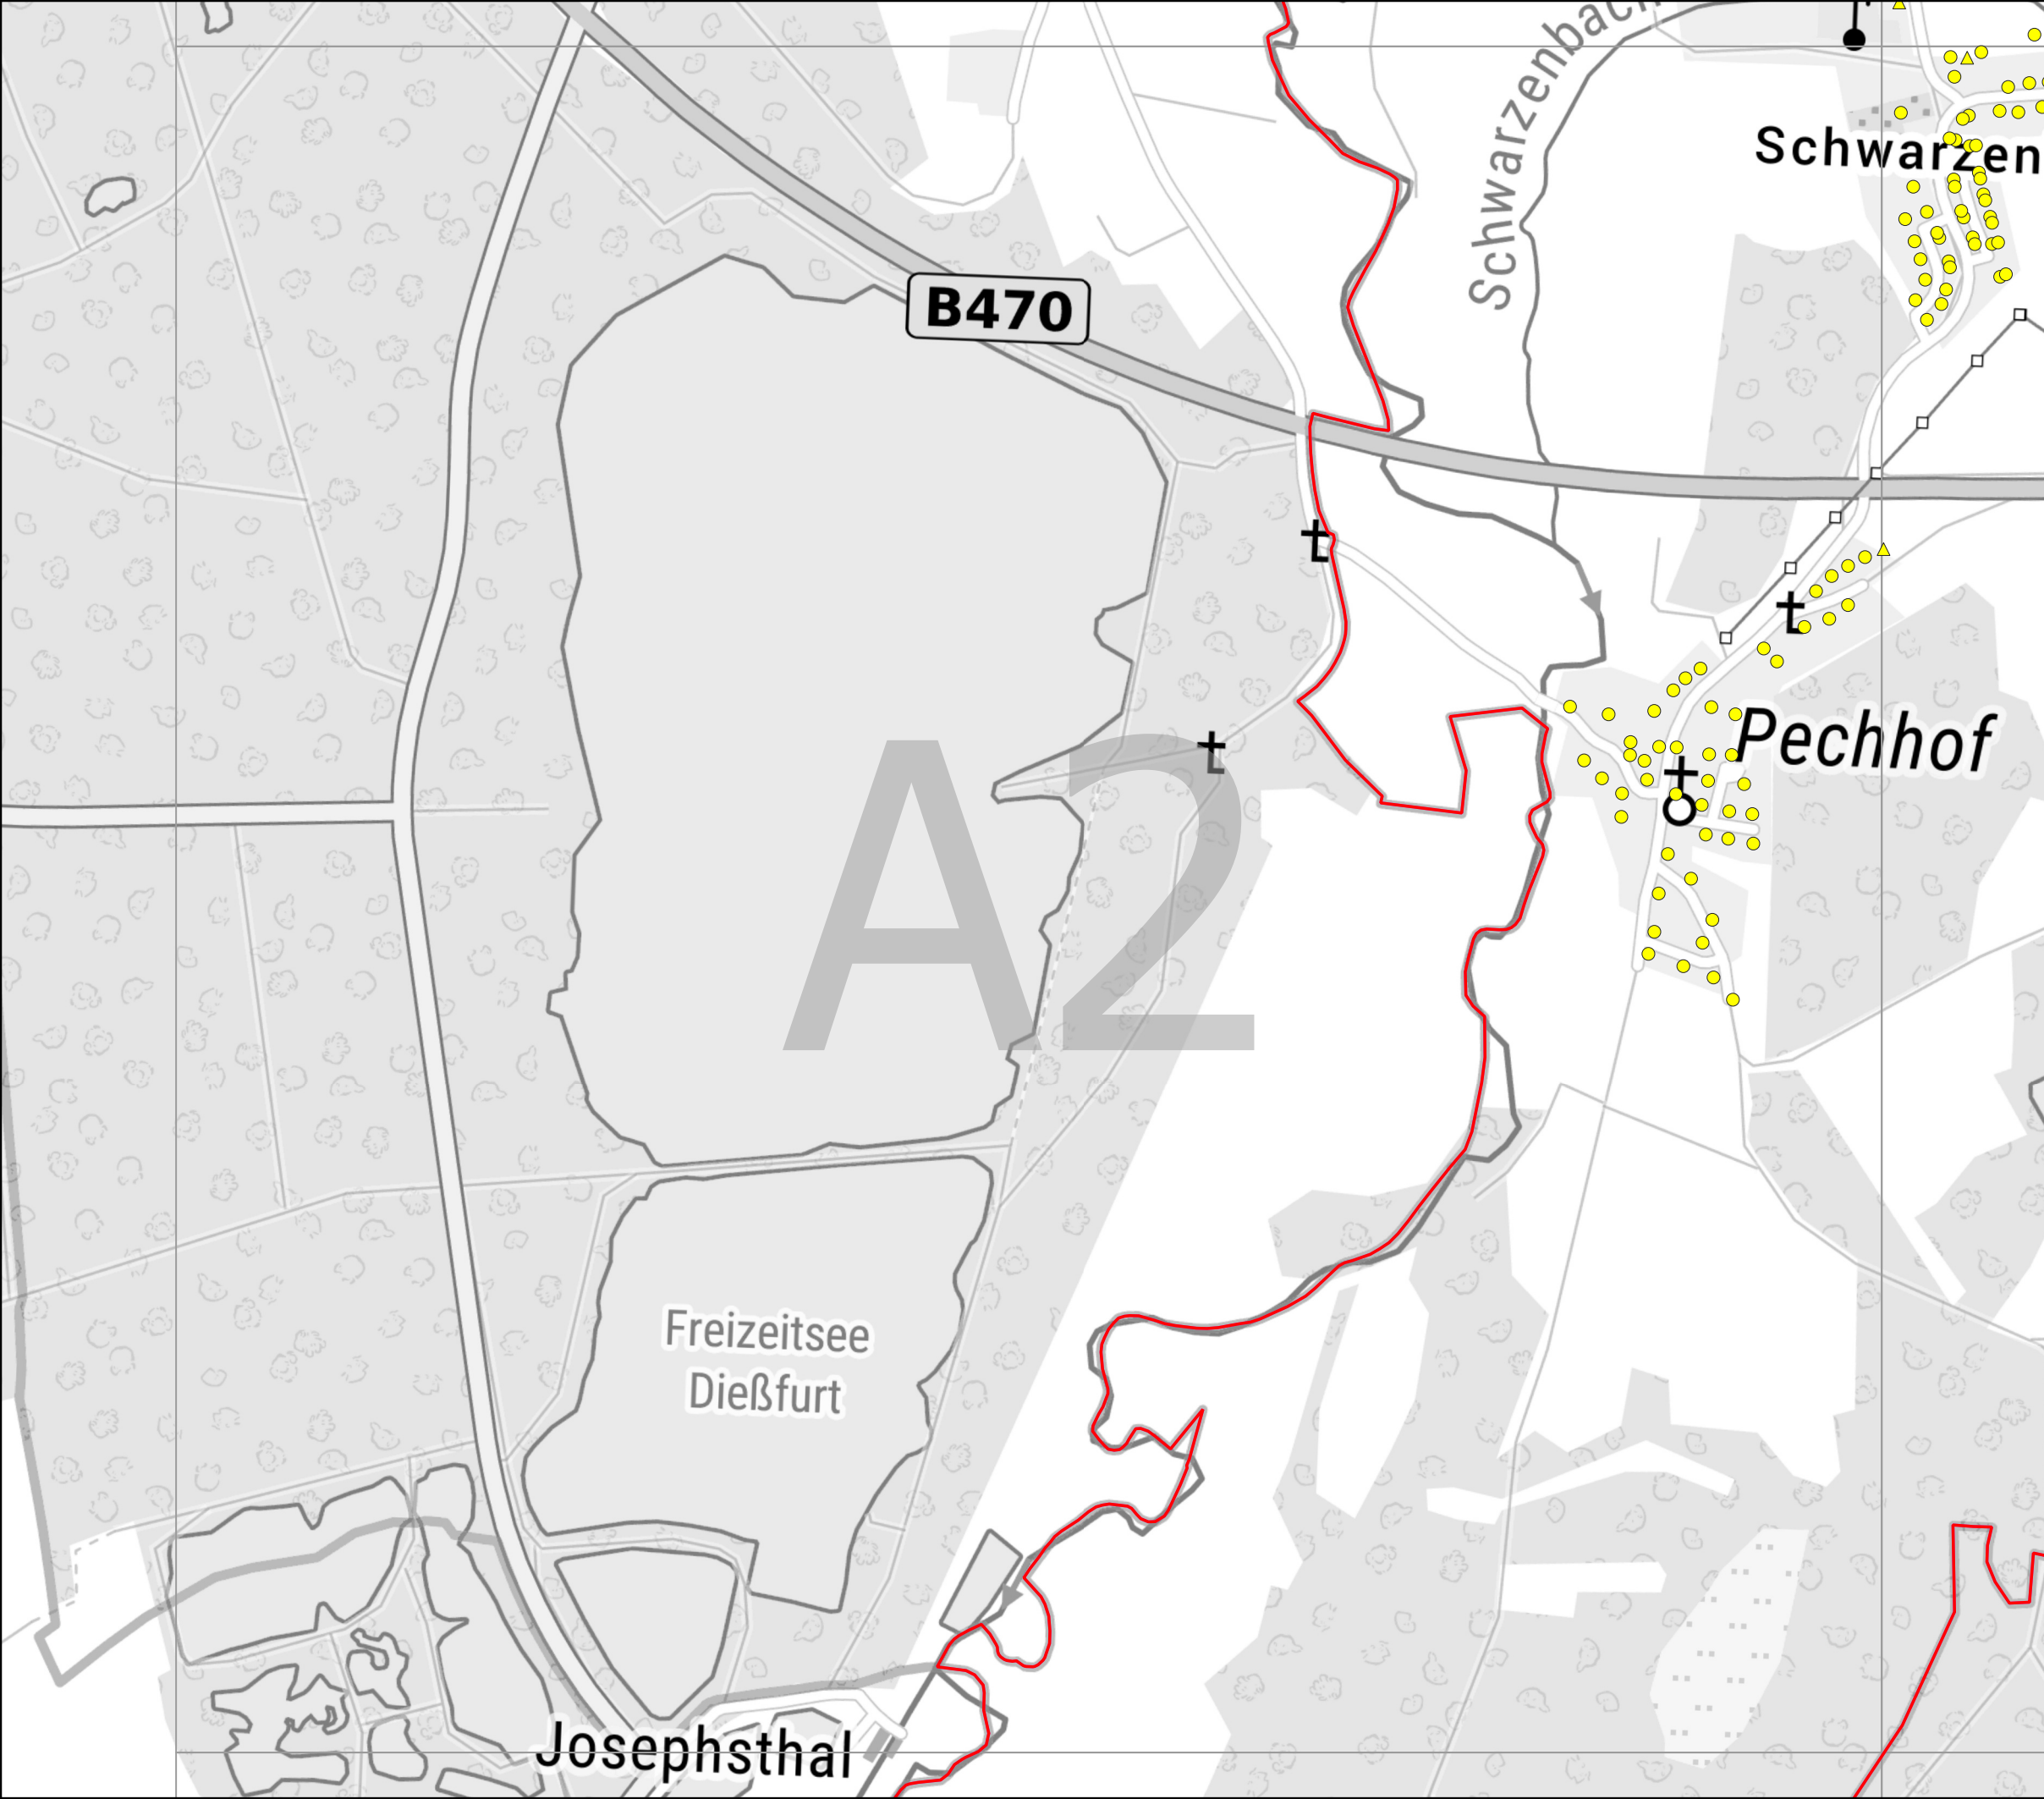 Schwarzenbach
Schwarzen
B470
Pechhof
A2
Freizeitsee
Dießfurt
Josephsthal